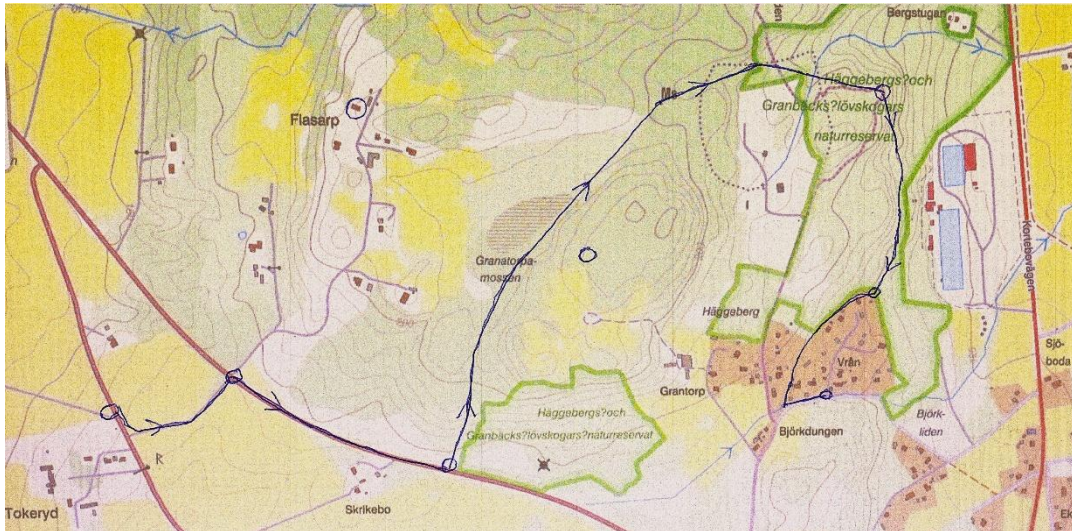 Bergstugan
Häggebergs?och
Granbäcks?lövskogars
naturreservat
Flasarp
Granatorpa-
mossen
Kortebovägen
Häggeberg
Sjö-
boda
Vrån
Grantorp
Häggebergs?och
Granbäcks?lövskogars?naturreservat
Björkdungen
Björk-
liden
R
Skrikebo
Tokeryd